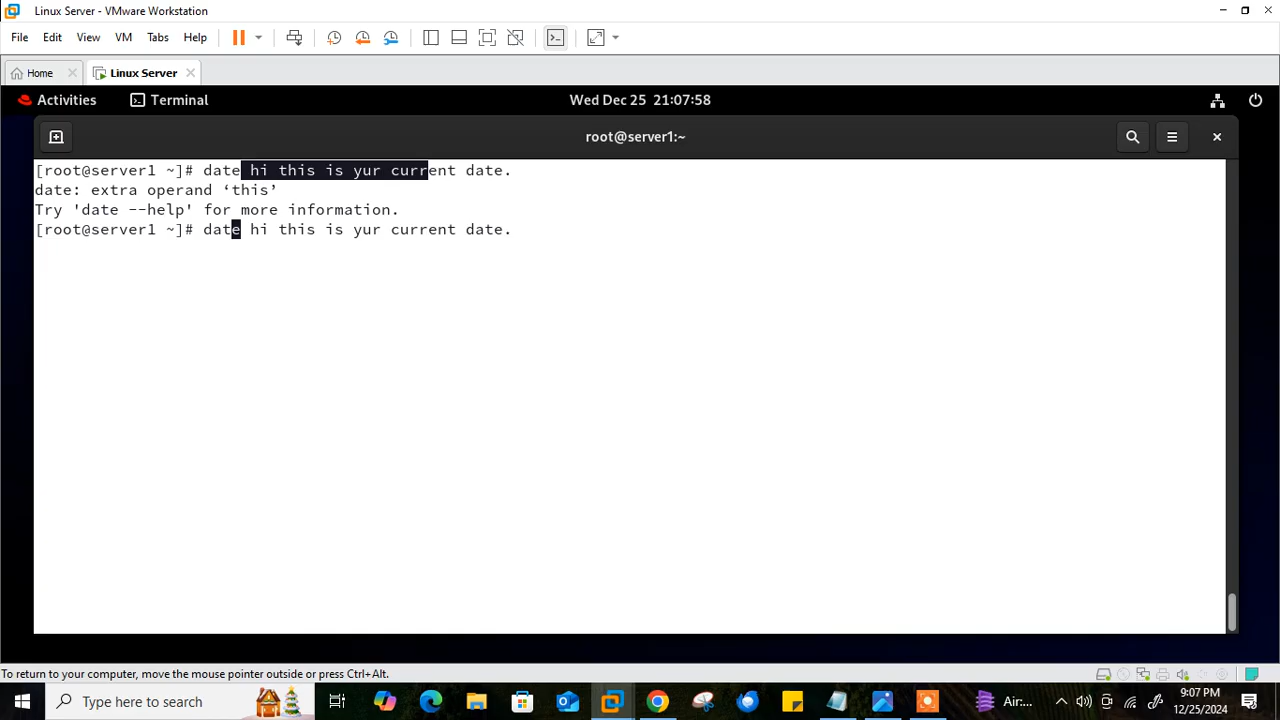 Linux Server - VMware Workstation
File Edit View VM Tabs Help
Home Linux Server
Activities Terminal Wed Dec 25 21:07:58
root@server1:~
[root@server1 ~]# date hi this is yur current date.
date: extra operand ‘this’
Try 'date --help' for more information.
[root@server1 ~]# date hi this is yur current date.
To return to your computer, move the mouse pointer outside or press Ctrl+Alt.
Type here to search
Air:...
9:07 PM
12/25/2024